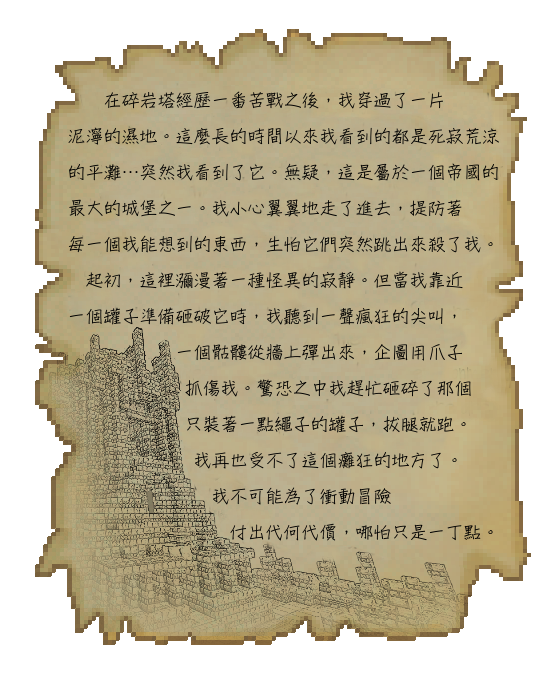 在碎岩塔經歷一番苦戰之後，我穿過了一片
泥濘的濕地。這麼長的時間以來我看到的都是死寂荒涼
的平灘…突然我看到了它。無疑，這是屬於一個帝國的
最大的城堡之一。我小心翼翼地走了進去，提防著
每一個我能想到的東西，生怕它們突然跳出來殺了我。
起初，這裡瀰漫著一種怪異的寂靜。但當我靠近
一個罐子準備砸破它時，我聽到一聲瘋狂的尖叫，
一個骷髏從牆上彈出來，企圖用爪子
抓傷我。驚恐之中我趕忙砸碎了那個
只裝著一點繩子的罐子，拔腿就跑。
我再也受不了這個癲狂的地方了。
我不可能為了衝動冒險
付出代何代價，哪怕只是一丁點。